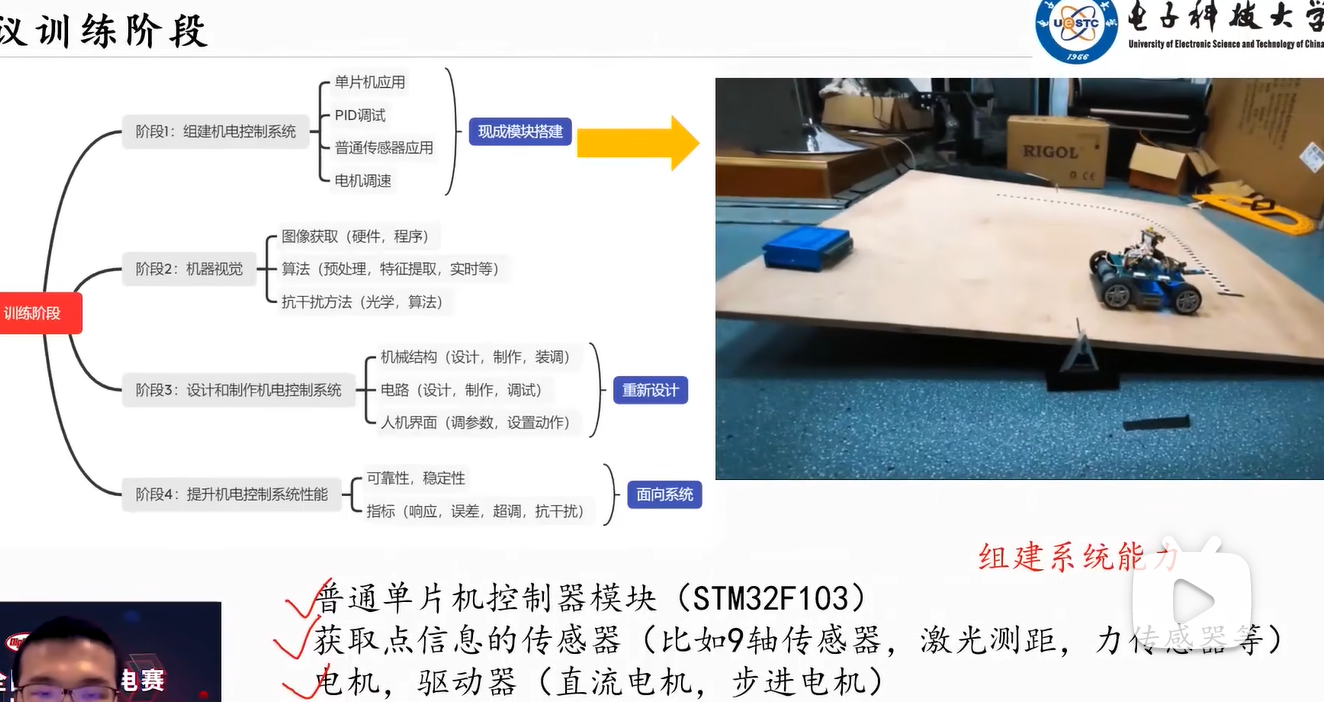 议训练阶段
电子科技大学
University of Electronic Science and Technology of China
UESTC
1956
训练阶段
阶段1：组建机电控制系统
单片机应用
PID调试
普通传感器应用
电机调速
现成模块搭建
阶段2：机器视觉
图像获取（硬件，程序）
算法（预处理，特征提取，实时等）
抗干扰方法（光学，算法）
阶段3：设计和制作机电控制系统
机械结构（设计，制作，装调）
电路（设计，制作，调试）
人机界面（调参数，设置动作）
重新设计
阶段4：提升机电控制系统性能
可靠性，稳定性
指标（响应，误差，超调，抗干扰）
面向系统
RIGOL
组建系统能力
普通单片机控制器模块（STM32F103）
获取点信息的传感器（比如9轴传感器，激光测距，力传感器等）
电机，驱动器（直流电机，步进电机）
电赛